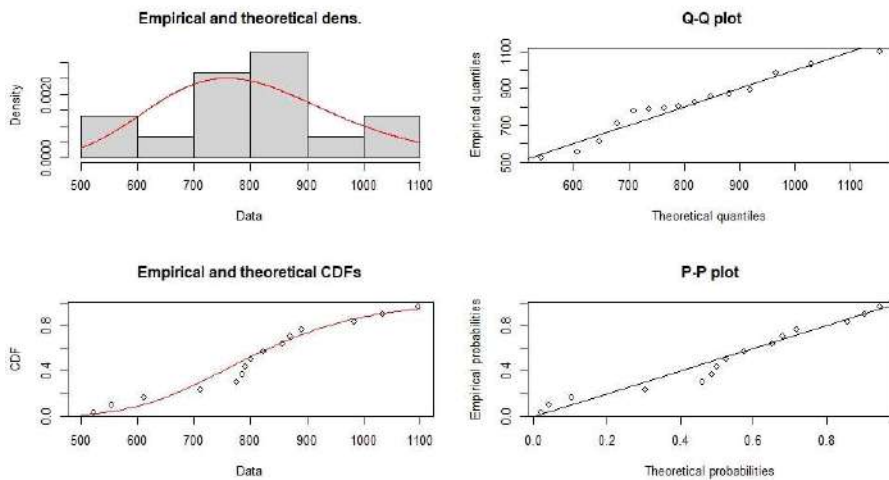 Empirical and theoretical dens.
Density
0.0000 0.0020
500 600 700 800 900 1000 1100
Data
Q-Q plot
Empirical quantiles
500 700 900 1100
600 700 800 900 1000 1100
Theoretical quantiles
Empirical and theoretical CDFs
CDF
0.0 0.4 0.8
500 600 700 800 900 1000 1100
Data
P-P plot
Empirical probabilities
0.0 0.4 0.8
0.0 0.2 0.4 0.6 0.8
Theoretical probabilities